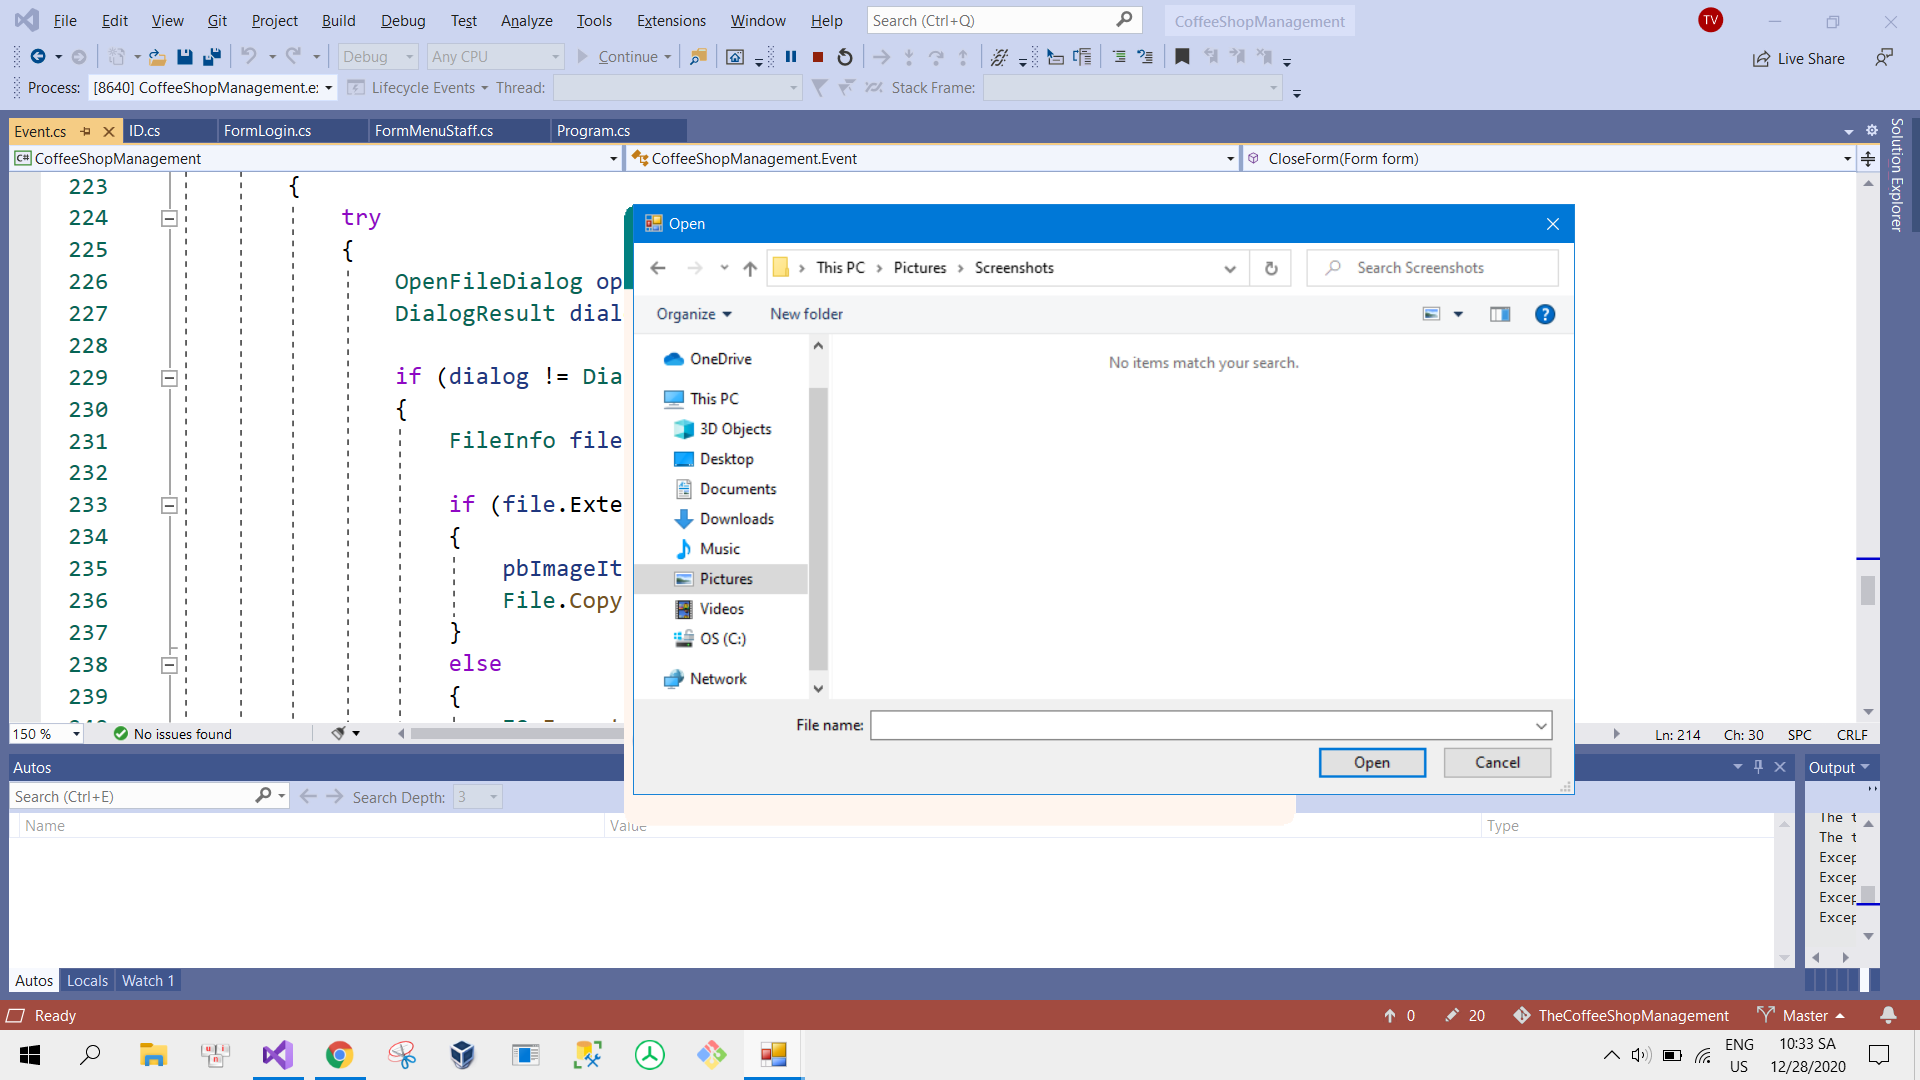 File Edit View Git Project Build Debug Test Analyze Tools Extensions Window Help Search (Ctrl+Q) CoffeeShopManagement TV
Debug Any CPU Continue Live Share
Process: [8640] CoffeeShopManagement.e Lifecycle Events Thread: Stack Frame:
Event.cs ID.cs FormLogin.cs FormMenuStaff.cs Program.cs
C# CoffeeShopManagement CoffeeShopManagement.Event CloseForm(Form form)
Solution Explorer
223 {
224 try
225 {
226 OpenFileDialog op
227 DialogResult dial
228
229 if (dialog != Dia
230 {
231 FileInfo file
232
233 if (file.Exte
234 {
235 pbImageIt
236 File.Copy
237 }
238 else
239 {
Open
This PC Pictures Screenshots Search Screenshots
Organize New folder ?
OneDrive
This PC
3D Objects
Desktop
Documents
Downloads
Music
Pictures
Videos
OS (C:)
Network
No items match your search.
File name:
Open Cancel
150 % No issues found Ln: 214 Ch: 30 SPC CRLF
Autos
Search (Ctrl+E) Search Depth: 3
Name Value Type
Autos Locals Watch 1
Output
The t
The t
Excep
Excep
Excep
Excep
Ready 0 20 TheCoffeeShopManagement Master
ENG
US
10:33 SA
12/28/2020